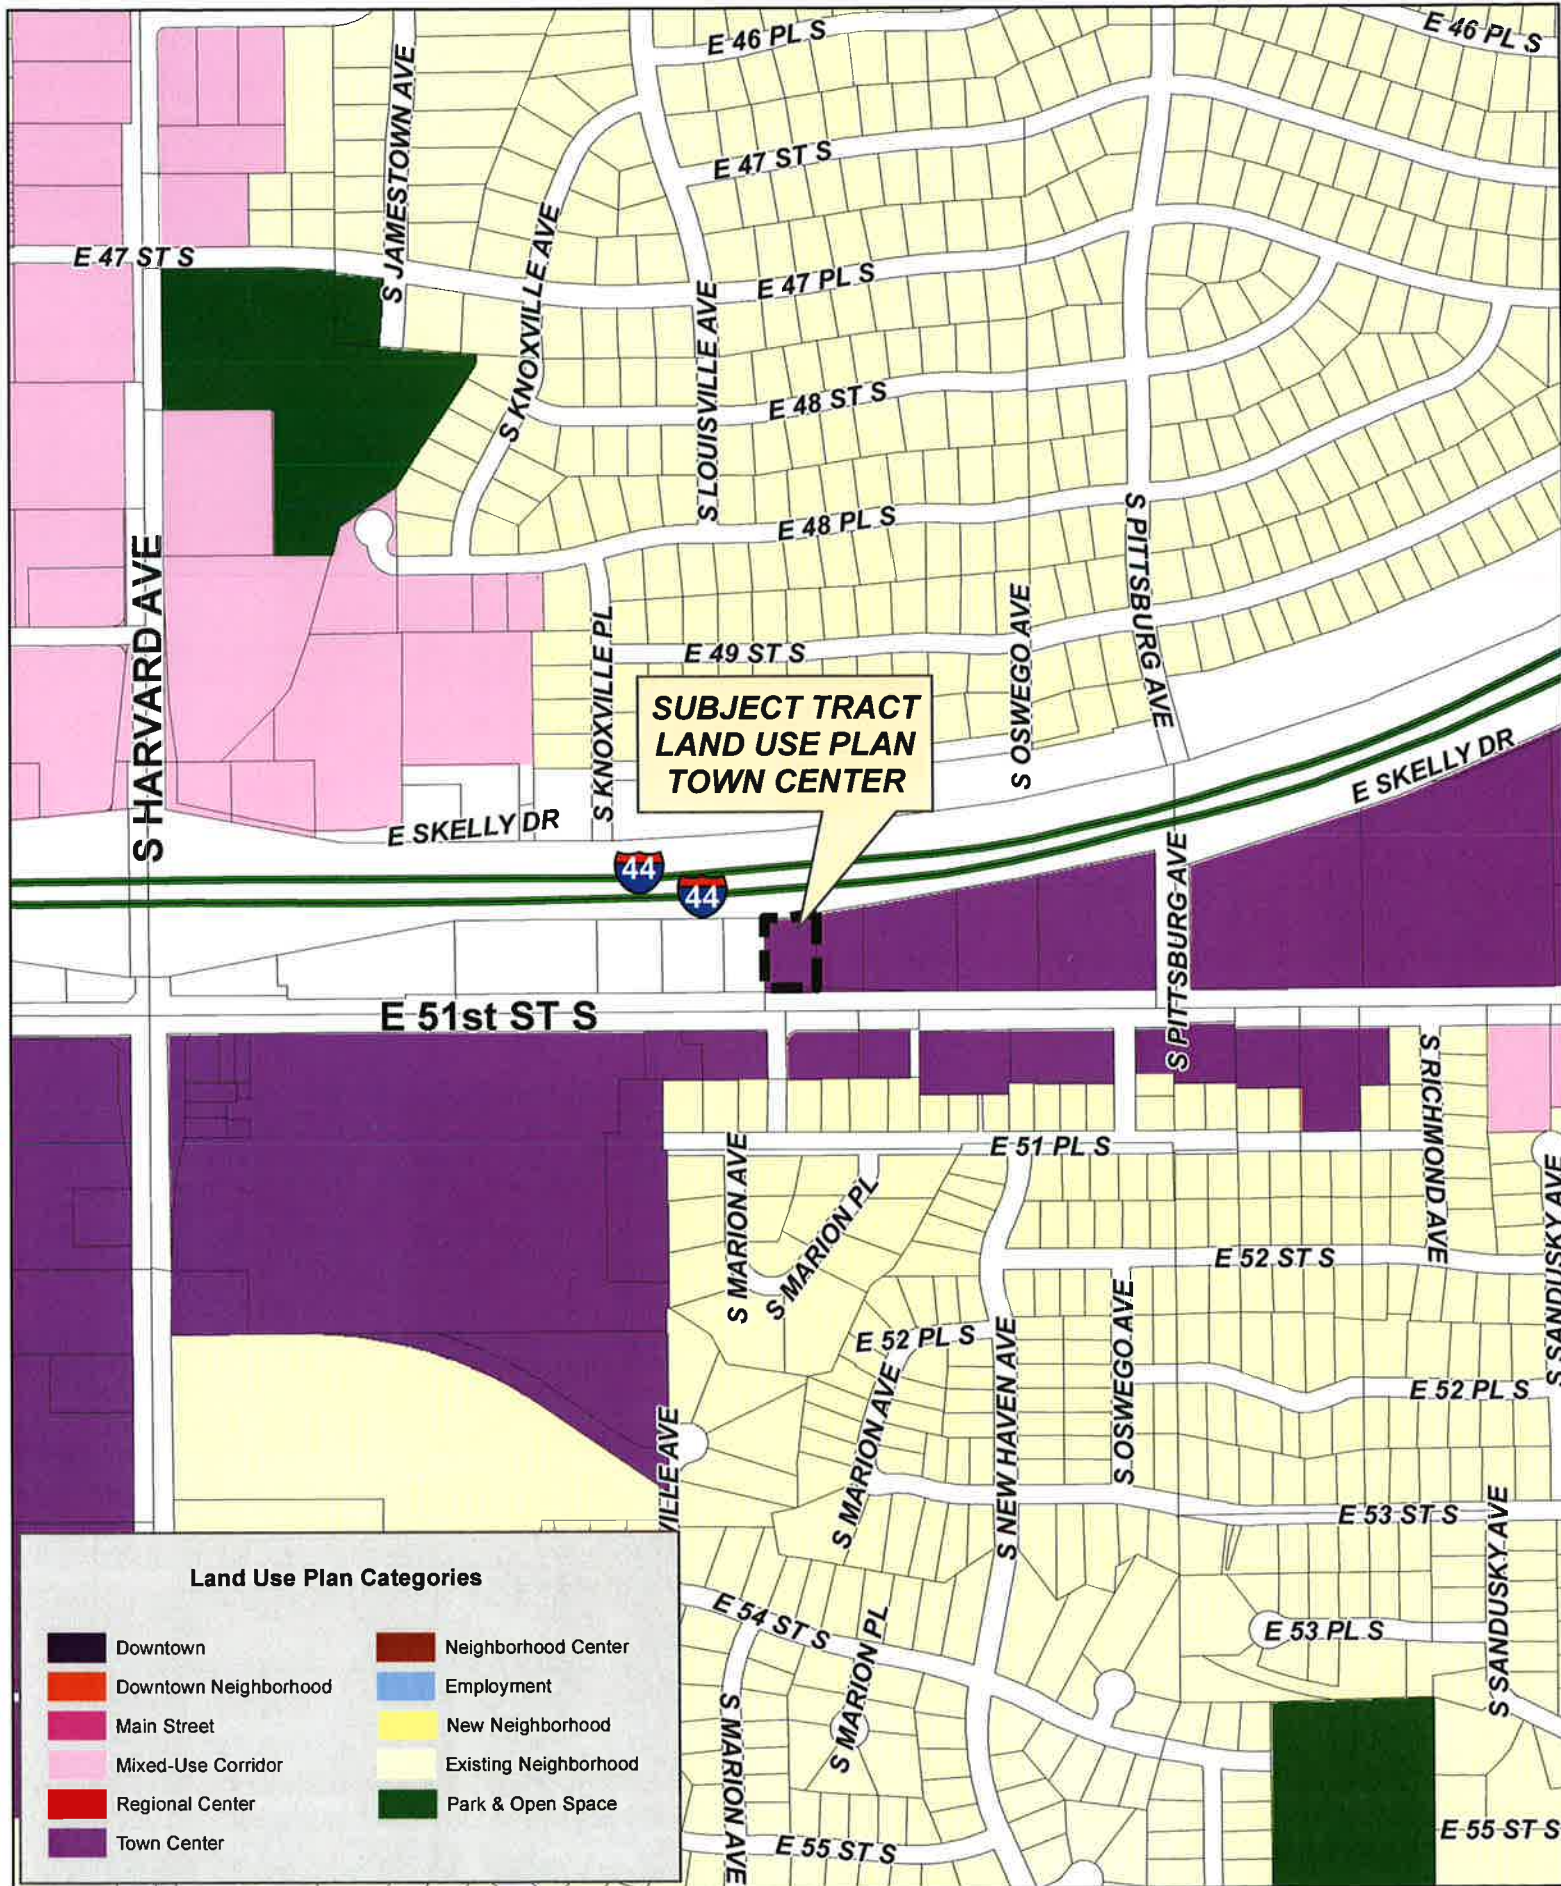 E 46 PL S
E 46 PL S
S JAMESTOWN AVE
E 47 ST S
E 47 ST S
S KNOXVILLE AVE
E 47 PL S
S LOUISVILLE AVE
E 48 ST S
E 48 PL S
S PITTSBURG AVE
S HARVARD AVE
S KNOXVILLE PL
E 49 ST S
S OSWEGO AVE
SUBJECT TRACT
LAND USE PLAN
TOWN CENTER
E SKELLY DR
E SKELLY DR
44
44
S PITTSBURG AVE
E 51st ST S
S RICHMOND AVE
E 51 PL S
S MARION AVE
S MARION PL
S SANDUSKY AVE
E 52 ST S
S OSWEGO AVE
E 52 PL S
S NEW HAVEN AVE
S MARION AVE
E 52 PL S
VILLE AVE
E 53 ST S
S SANDUSKY AVE
E 54 ST S
S MARION PL
E 53 PL S
S MARION AVE
E 55 ST S
E 55 ST S
Land Use Plan Categories
Downtown
Downtown Neighborhood
Main Street
Mixed-Use Corridor
Regional Center
Town Center
Neighborhood Center
Employment
New Neighborhood
Existing Neighborhood
Park & Open Space